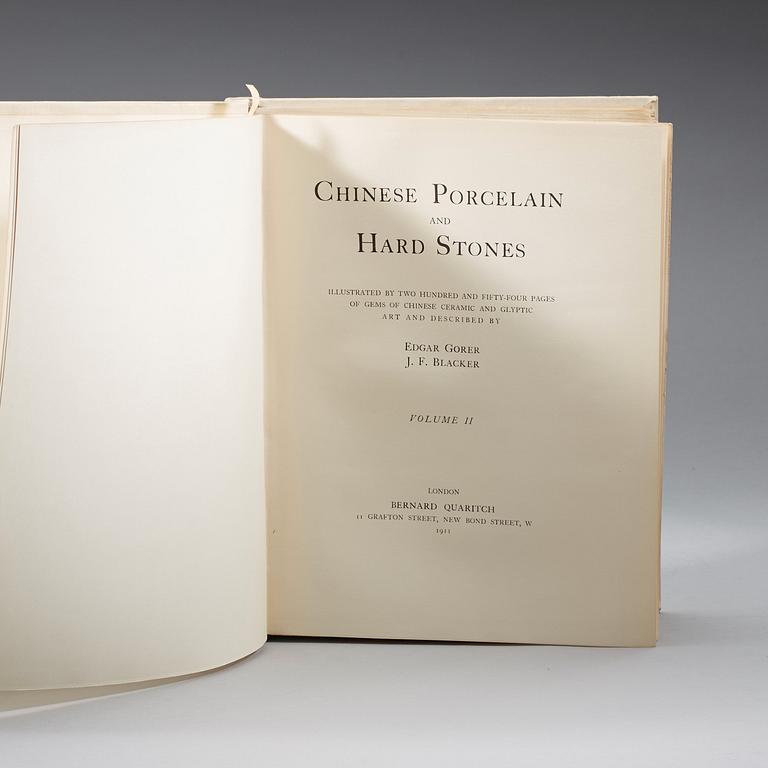 CHINESE PORCELAIN
AND
HARD STONES
ILLUSTRATED BY TWO HUNDRED AND FIFTY-FOUR PAGES
OF GEMS OF CHINESE CERAMIC AND GLYPTIC
ART AND DESCRIBED BY
EDGAR GORER
J. F. BLACKER
VOLUME II
LONDON
BERNARD QUARITCH
11 GRAFTON STREET, NEW BOND STREET, W
1911